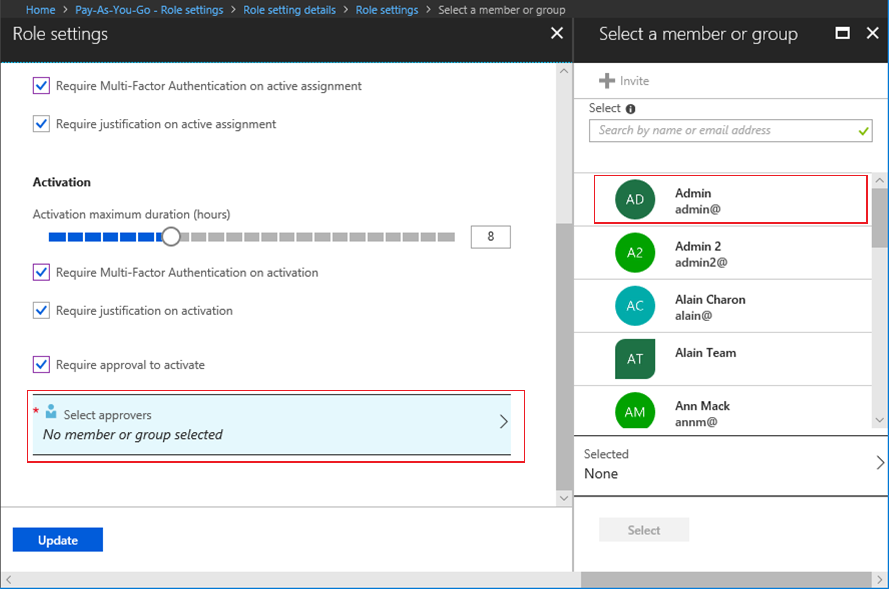 Home > Pay-As-You-Go - Role settings > Role setting details > Role settings > Select a member or group
Role settings
Require Multi-Factor Authentication on active assignment
Require justification on active assignment
Activation
Activation maximum duration (hours)
8
Require Multi-Factor Authentication on activation
Require justification on activation
Require approval to activate
* Select approvers
No member or group selected
Update
Select a member or group
Invite
Select
Search by name or email address
AD Admin
admin@
A2 Admin 2
admin2@
AC Alain Charon
alain@
AT Alain Team
AM Ann Mack
annm@
Selected
None
Select